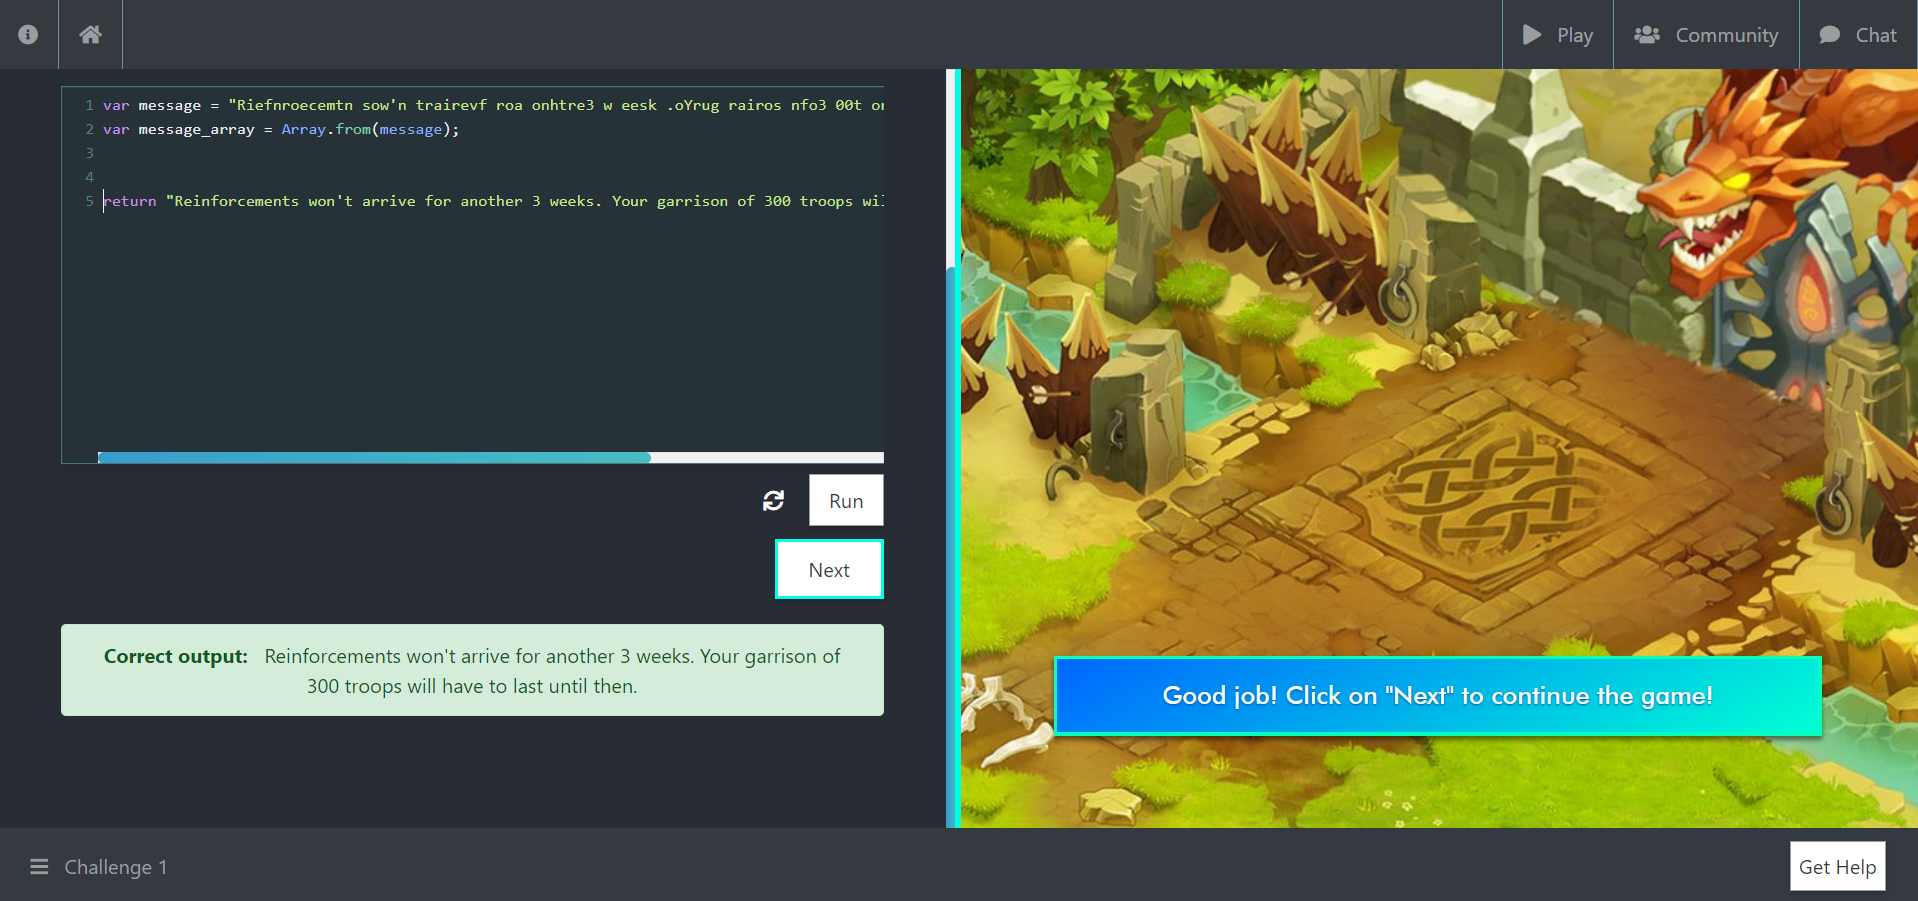 Play
Community
Chat
1 var message = "Riefnroecemtn sow'n trairevf roa onhtre3 w eesk .oYrug rairos nfo3 00t or
2 var message_array = Array.from(message);
3
4
5 return "Reinforcements won't arrive for another 3 weeks. Your garrison of 300 troops wil
Run
Next
Correct output: Reinforcements won't arrive for another 3 weeks. Your garrison of
300 troops will have to last until then.
Good job! Click on "Next" to continue the game!
Challenge 1
Get Help